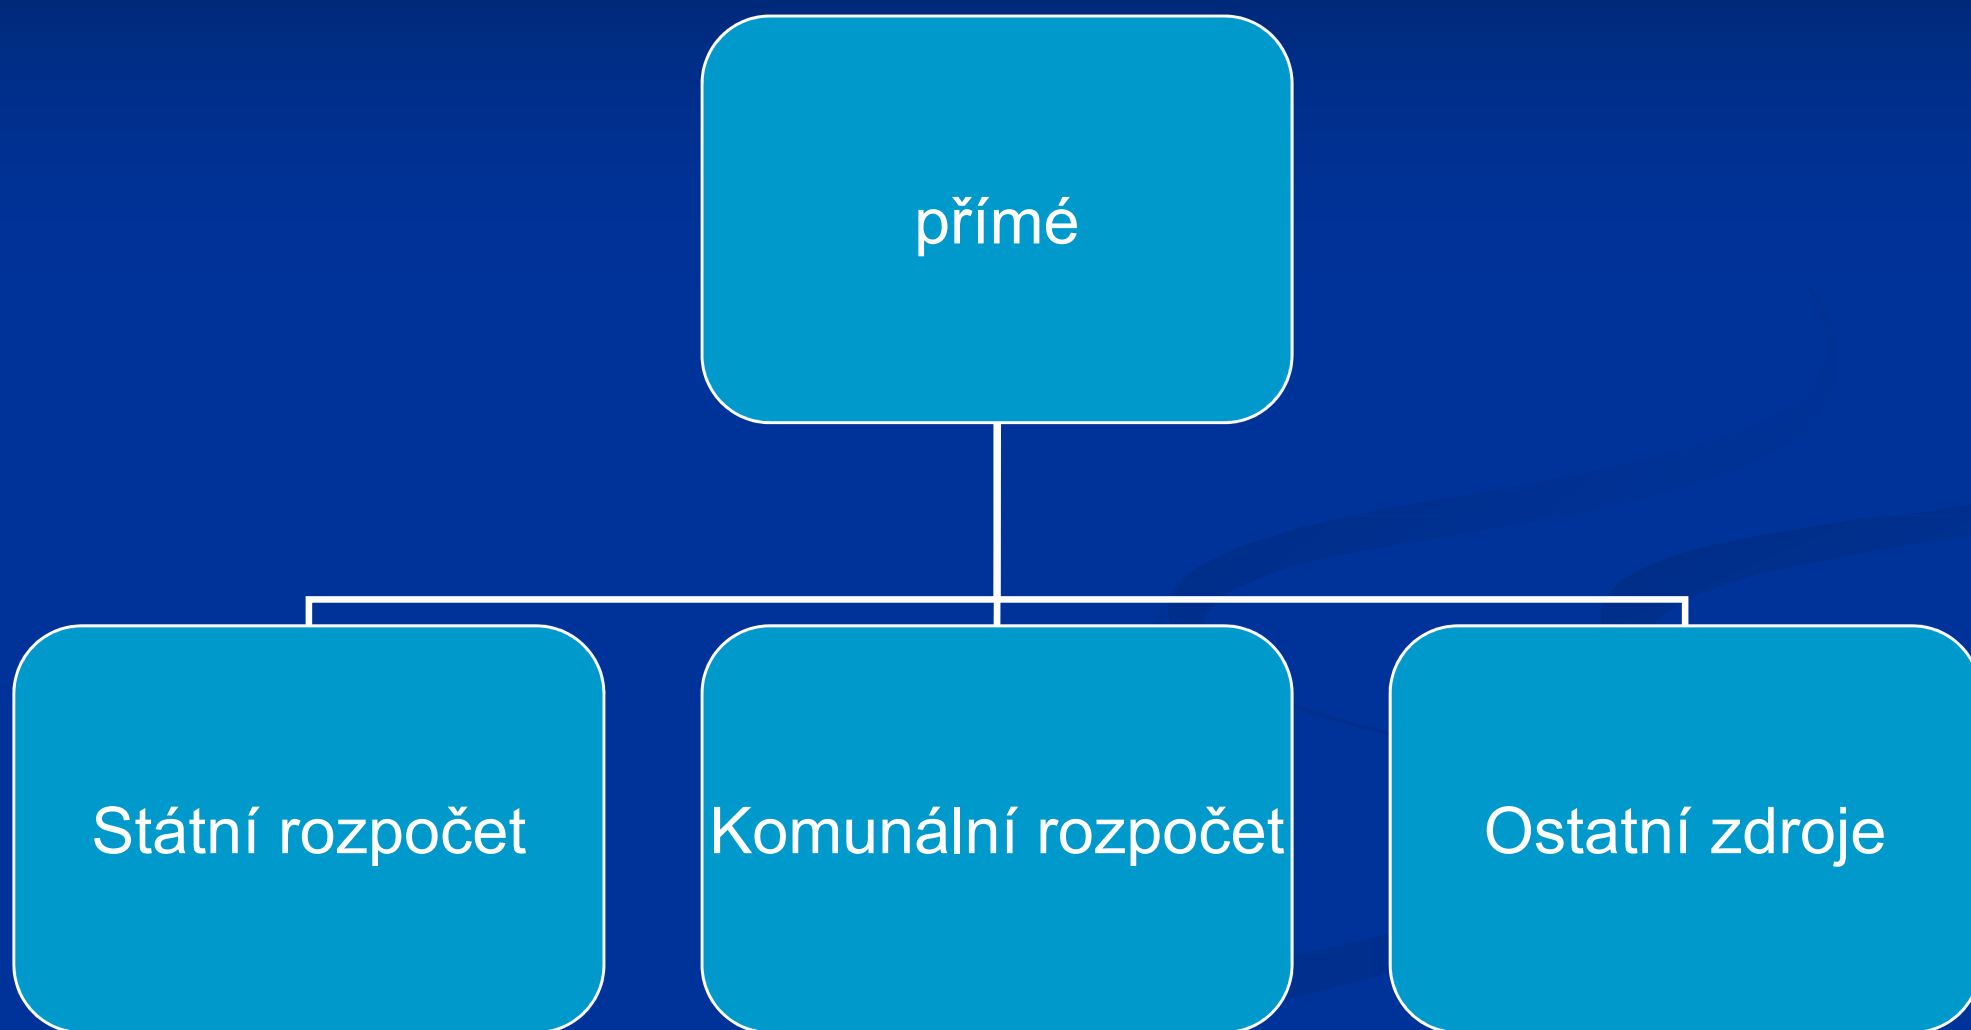 přímé
Státní rozpočet
Komunální rozpočet
Ostatní zdroje